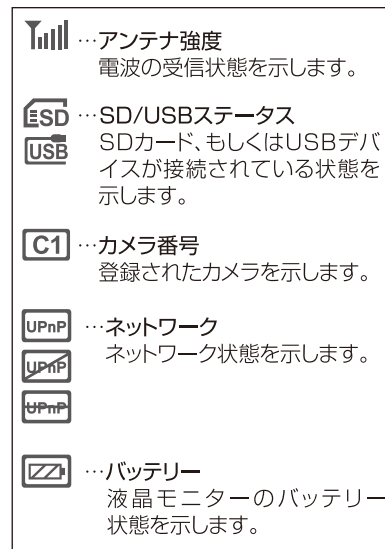 …アンテナ強度
電波の受信状態を示します。
SD …SD/USBステータス
USB SDカード、もしくはUSBデバ
イスが接続されている状態を
示します。
C1 …カメラ番号
登録されたカメラを示します。
UPnP …ネットワーク
UPnP ネットワーク状態を示します。
UPnP
…バッテリー
液晶モニターのバッテリー
状態を示します。